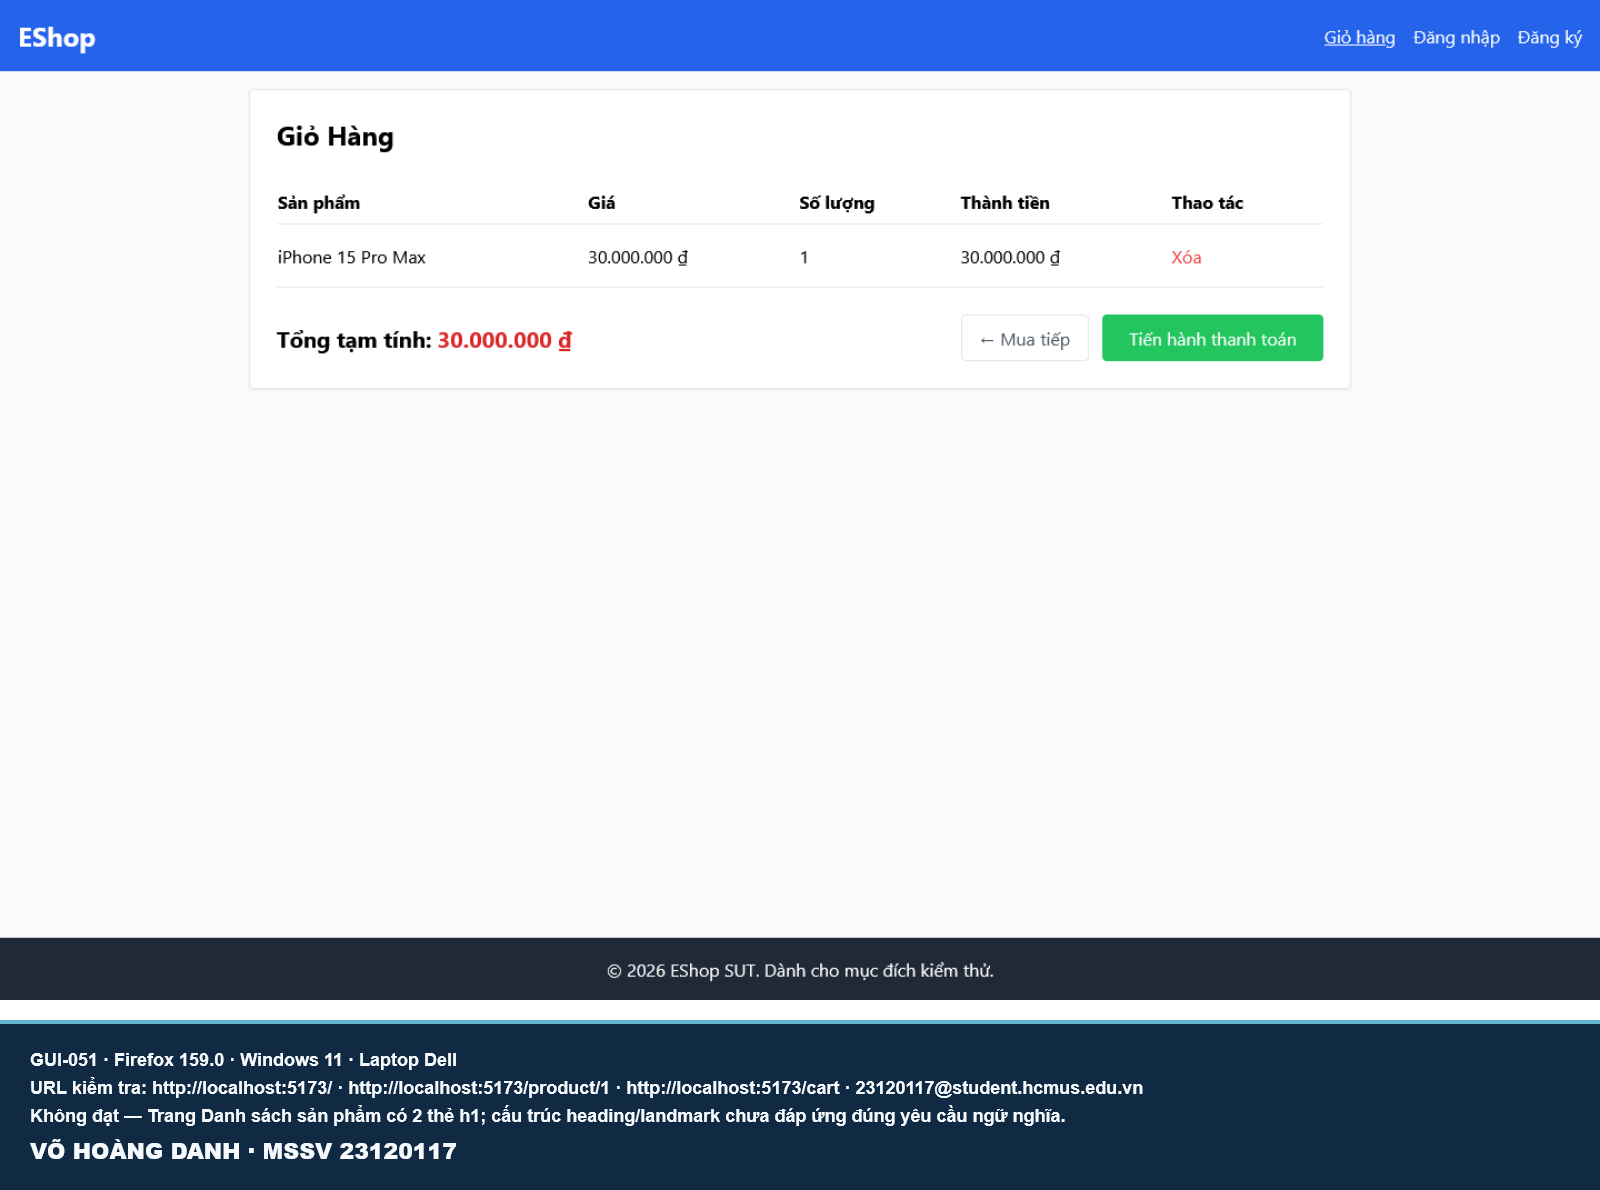 EShop
Giỏ hàng Đăng nhập Đăng ký
Giỏ Hàng
Sản phẩm Giá Số lượng Thành tiền Thao tác
iPhone 15 Pro Max 30.000.000 ₫ 1 30.000.000 ₫ Xóa
Tổng tạm tính: 30.000.000 ₫ ← Mua tiếp Tiến hành thanh toán
© 2026 EShop SUT. Dành cho mục đích kiểm thử.
GUI-051 · Firefox 159.0 · Windows 11 · Laptop Dell
URL kiểm tra: http://localhost:5173/ · http://localhost:5173/product/1 · http://localhost:5173/cart · 23120117@student.hcmus.edu.vn
Không đạt — Trang Danh sách sản phẩm có 2 thẻ h1; cấu trúc heading/landmark chưa đáp ứng đúng yêu cầu ngữ nghĩa.
VÕ HOÀNG DANH · MSSV 23120117